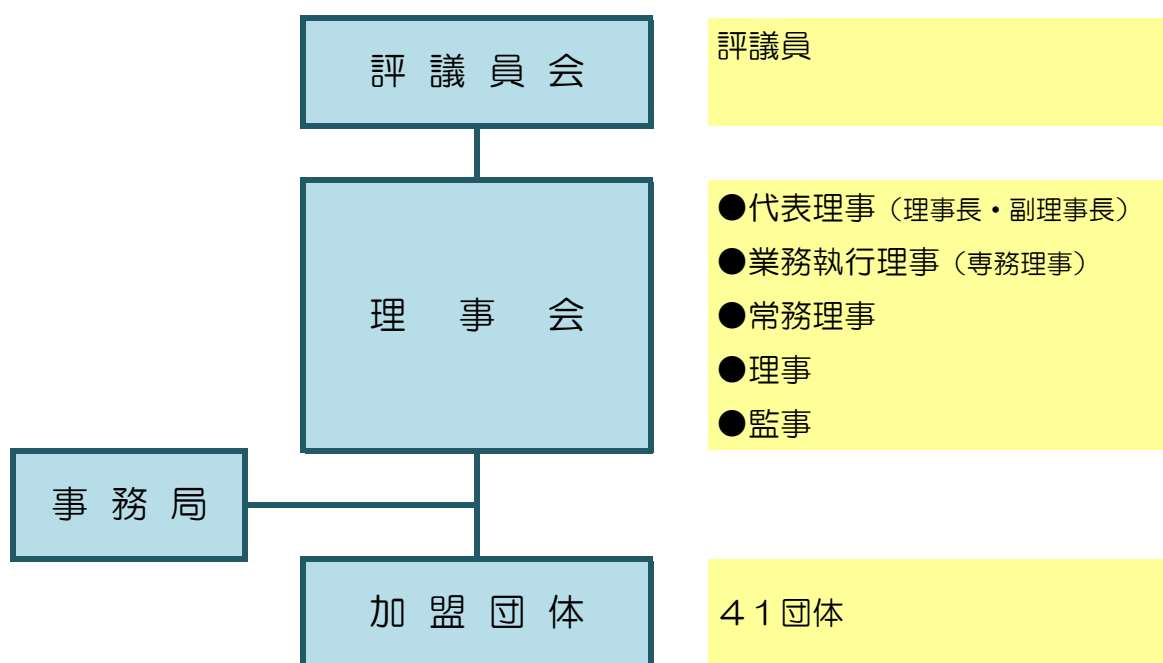 評議員会
評議員
理事会
●代表理事（理事長・副理事長）
●業務執行理事（専務理事）
●常務理事
●理事
●監事
事務局
加盟団体
４１団体